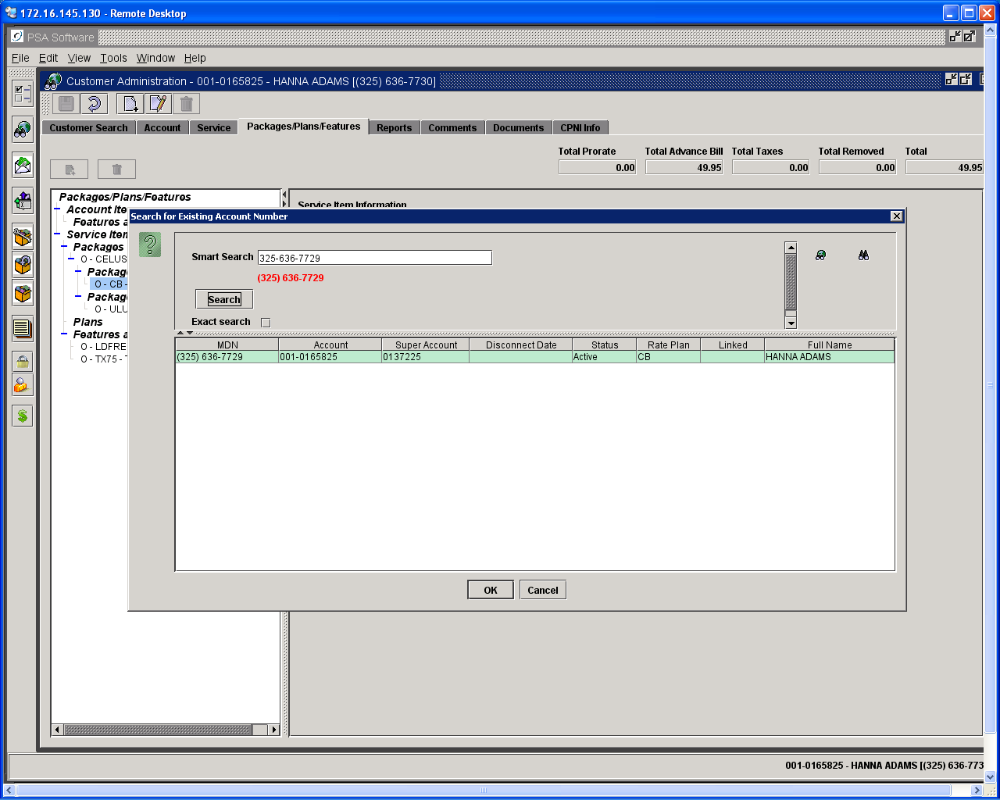 172.16.145.130 - Remote Desktop
PSA Software
File Edit View Tools Window Help
Customer Administration - 001-0165825 - HANNA ADAMS [(325) 636-7730]
Customer Search Account Service Packages/Plans/Features Reports Comments Documents CPNI Info
Total Prorate Total Advance Bill Total Taxes Total Removed Total
0.00 49.95 0.00 0.00 49.95
Packages/Plans/Features
Service Item Information
Account Ite
Search for Existing Account Number
Features a
Service Iten
Packages
O - CELUS
Packag
O - CB -
Packag
O - ULU
Plans
Features a
O - LDFRE
O - TX75 -
Smart Search 325-636-7729
(325) 636-7729
Search
Exact search
MDN Account Super Account Disconnect Date Status Rate Plan Linked Full Name
(325) 636-7729 001-0165825 0137225 Active CB HANNA ADAMS
OK Cancel
001-0165825 - HANNA ADAMS [(325) 636-773